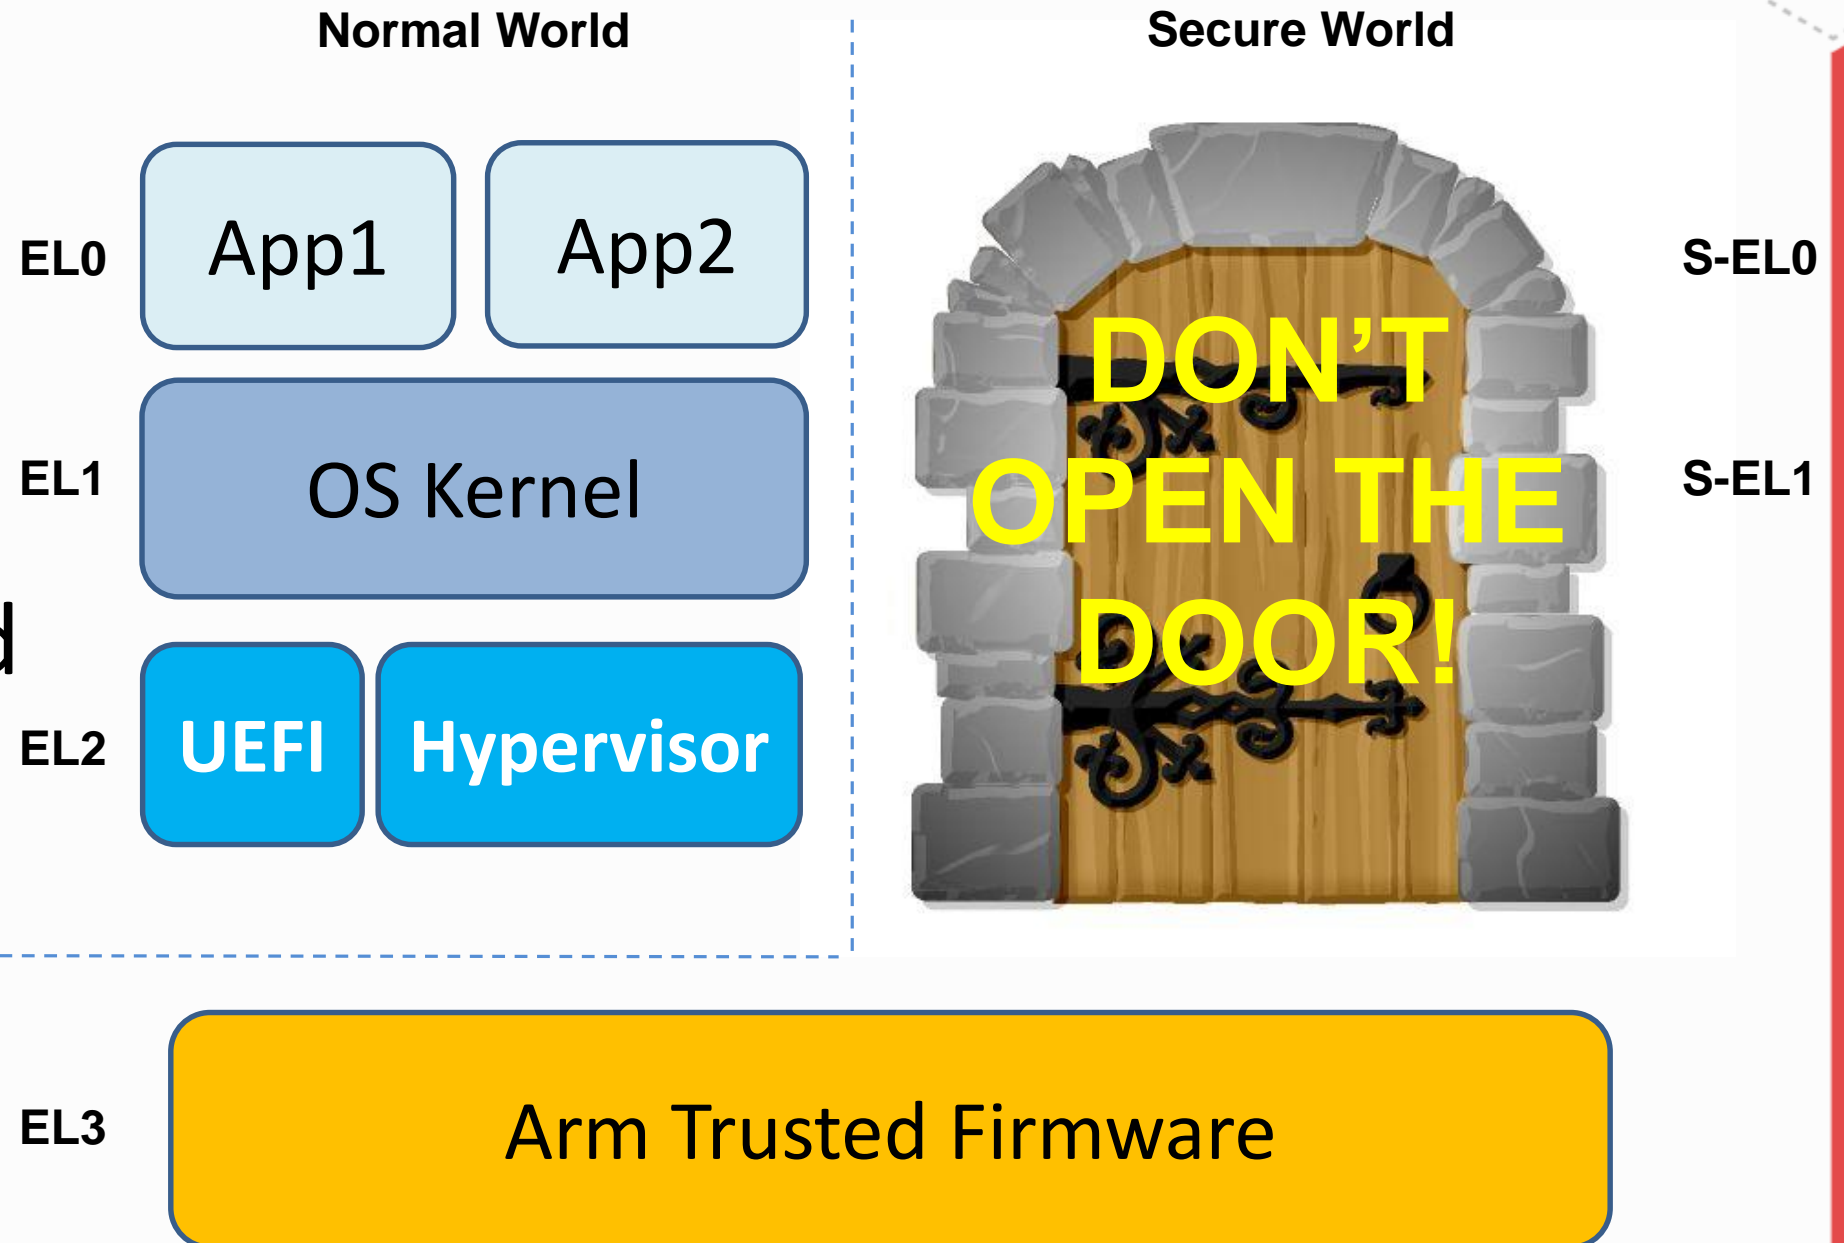 Normal World
Secure World
EL0
App1
App2
S-EL0
DON'T
OPEN THE
DOOR!
EL1
OS Kernel
S-EL1
EL2
UEFI
Hypervisor
EL3
Arm Trusted Firmware